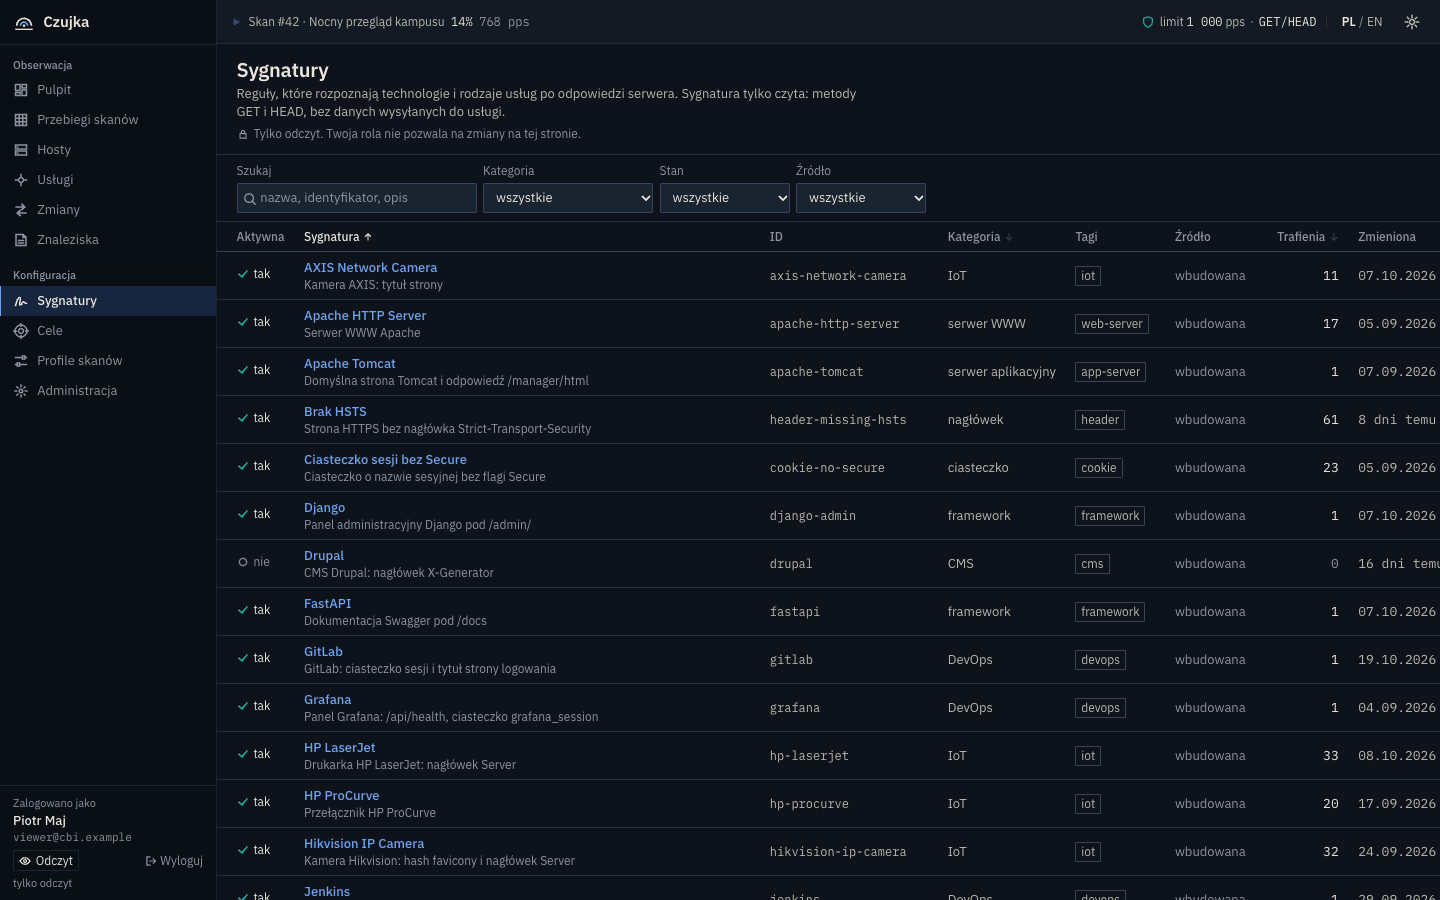 Czujka
Skan #42 · Nocny przegląd kampusu 14% 768 pps
limit 1 000 pps · GET/HEAD
PL / EN
Obserwacja
Pulpit
Przebiegi skanów
Hosty
Usługi
Zmiany
Znaleziska
Konfiguracja
Sygnatury
Cele
Profile skanów
Administracja
Zalogowano jako
Piotr Maj
viewer@cbi.example
Odczyt Wyloguj
tylko odczyt
Sygnatury
Reguły, które rozpoznają technologie i rodzaje usług po odpowiedzi serwera. Sygnatura tylko czyta: metody
GET i HEAD, bez danych wysyłanych do usługi.
Tylko odczyt. Twoja rola nie pozwala na zmiany na tej stronie.
Szukaj Kategoria Stan Źródło
nazwa, identyfikator, opis wszystkie wszystkie wszystkie
Aktywna Sygnatura ↑ ID Kategoria ↓ Tagi Źródło Trafienia ↓ Zmieniona
tak AXIS Network Camera axis-network-camera IoT iot wbudowana 11 07.10.2026
Kamera AXIS: tytuł strony
tak Apache HTTP Server apache-http-server serwer WWW web-server wbudowana 17 05.09.2026
Serwer WWW Apache
tak Apache Tomcat apache-tomcat serwer aplikacyjny app-server wbudowana 1 07.09.2026
Domyślna strona Tomcat i odpowiedź /manager/html
tak Brak HSTS header-missing-hsts nagłówek header wbudowana 61 8 dni temu
Strona HTTPS bez nagłówka Strict-Transport-Security
tak Ciasteczko sesji bez Secure cookie-no-secure ciasteczko cookie wbudowana 23 05.09.2026
Ciasteczko o nazwie sesyjnej bez flagi Secure
tak Django django-admin framework framework wbudowana 1 07.10.2026
Panel administracyjny Django pod /admin/
nie Drupal drupal CMS cms wbudowana 0 16 dni temu
CMS Drupal: nagłówek X-Generator
tak FastAPI fastapi framework framework wbudowana 1 07.10.2026
Dokumentacja Swagger pod /docs
tak GitLab gitlab DevOps devops wbudowana 1 19.10.2026
GitLab: ciasteczko sesji i tytuł strony logowania
tak Grafana grafana DevOps devops wbudowana 1 04.09.2026
Panel Grafana: /api/health, ciasteczko grafana_session
tak HP LaserJet hp-laserjet IoT iot wbudowana 33 08.10.2026
Drukarka HP LaserJet: nagłówek Server
tak HP ProCurve hp-procurve IoT iot wbudowana 20 17.09.2026
Przełącznik HP ProCurve
tak Hikvision IP Camera hikvision-ip-camera IoT iot wbudowana 32 24.09.2026
Kamera Hikvision: hash favicony i nagłówek Server
tak Jenkins jenkins DevOps devops wbudowana 1 29.09.2026